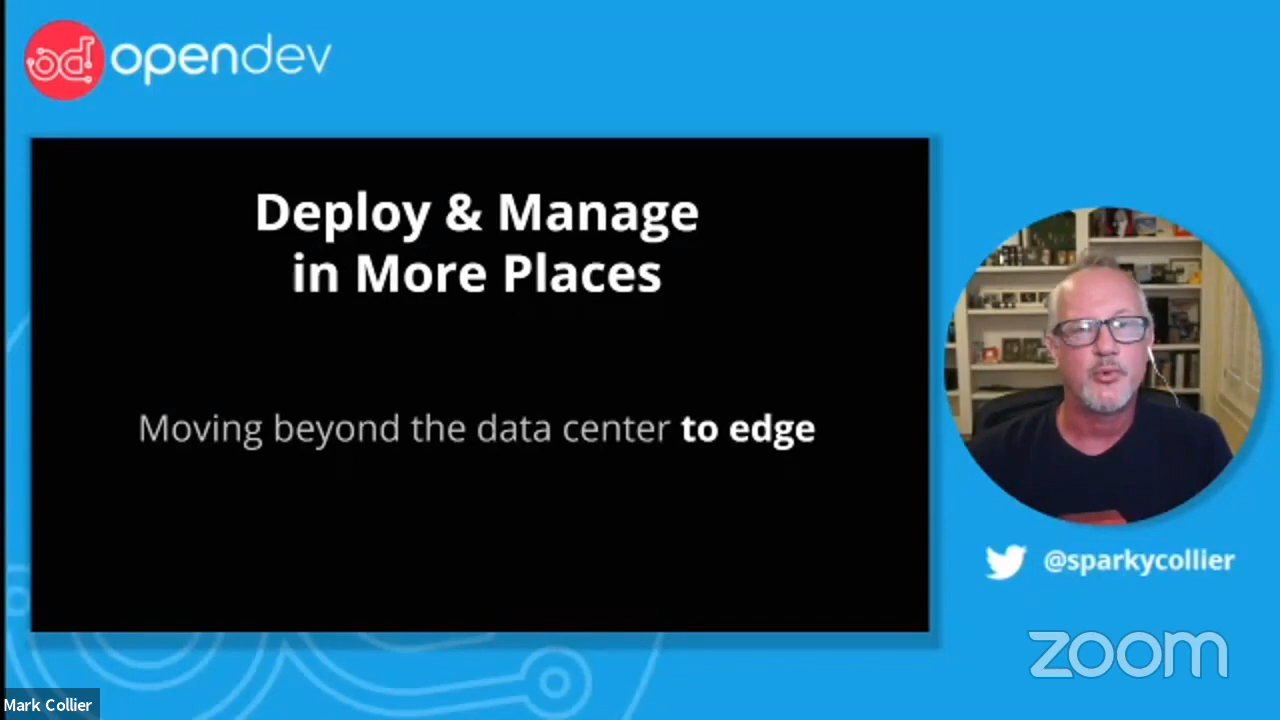 opendev
Deploy & Manage
in More Places
Moving beyond the data center to edge
@sparkycollier
zoom
Mark Collier